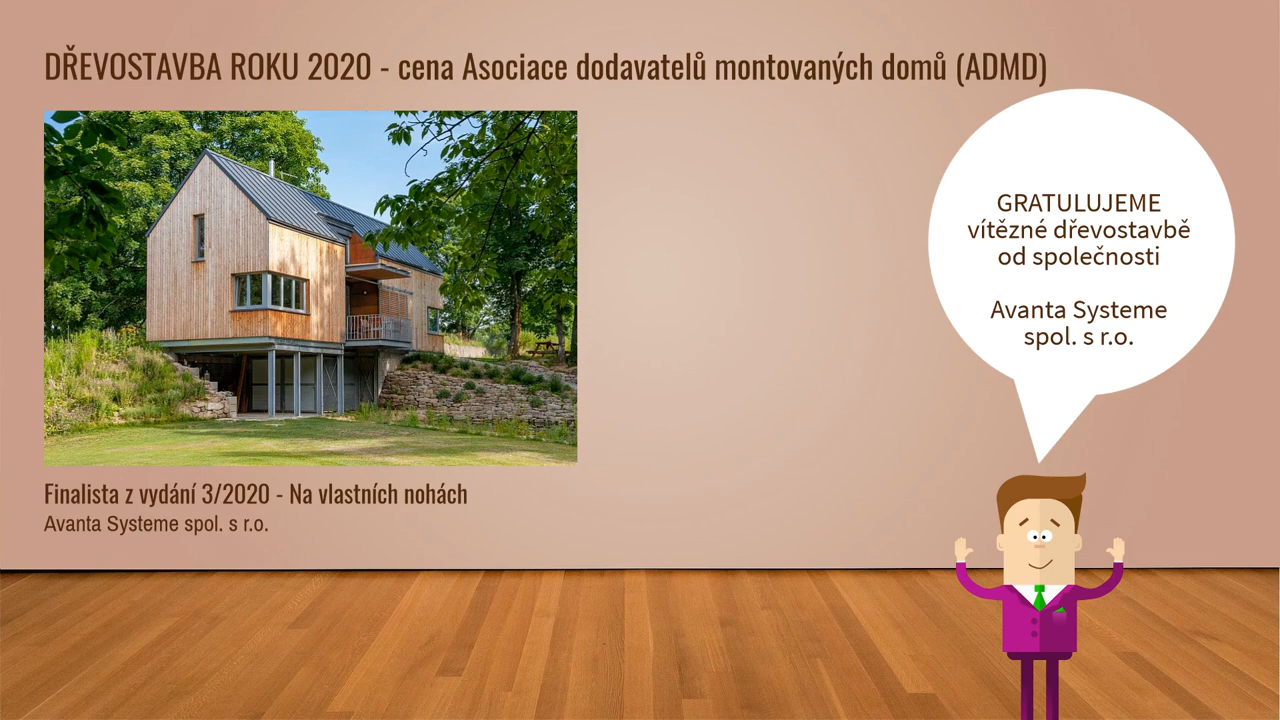 DŘEVOSTAVBA ROKU 2020 - cena Asociace dodavatelů montovaných domů (ADMD)
GRATULUJEME
vítězné dřevostavbě
od společnosti
Avanta Systeme
spol. s r.o.
Finalista z vydání 3/2020 - Na vlastních nohách
Avanta Systeme spol. s r.o.